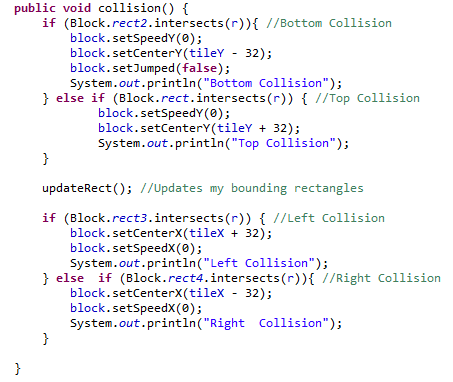 public void collision() {
if (Block.rect2.intersects(r)){ //Bottom Collision
block.setSpeedY(0);
block.setCenterY(tileY - 32);
block.setJumped(false);
System.out.println("Bottom Collision");
} else if (Block.rect.intersects(r)) { //Top Collision
block.setSpeedY(0);
block.setCenterY(tileY + 32);
System.out.println("Top Collision");
}
updateRect(); //Updates my bounding rectangles
if (Block.rect3.intersects(r)) { //Left Collision
block.setCenterX(tileX + 32);
block.setSpeedX(0);
System.out.println("Left Collision");
} else  if (Block.rect4.intersects(r)){ //Right Collision
block.setCenterX(tileX - 32);
block.setSpeedX(0);
System.out.println("Right  Collision");
}
}